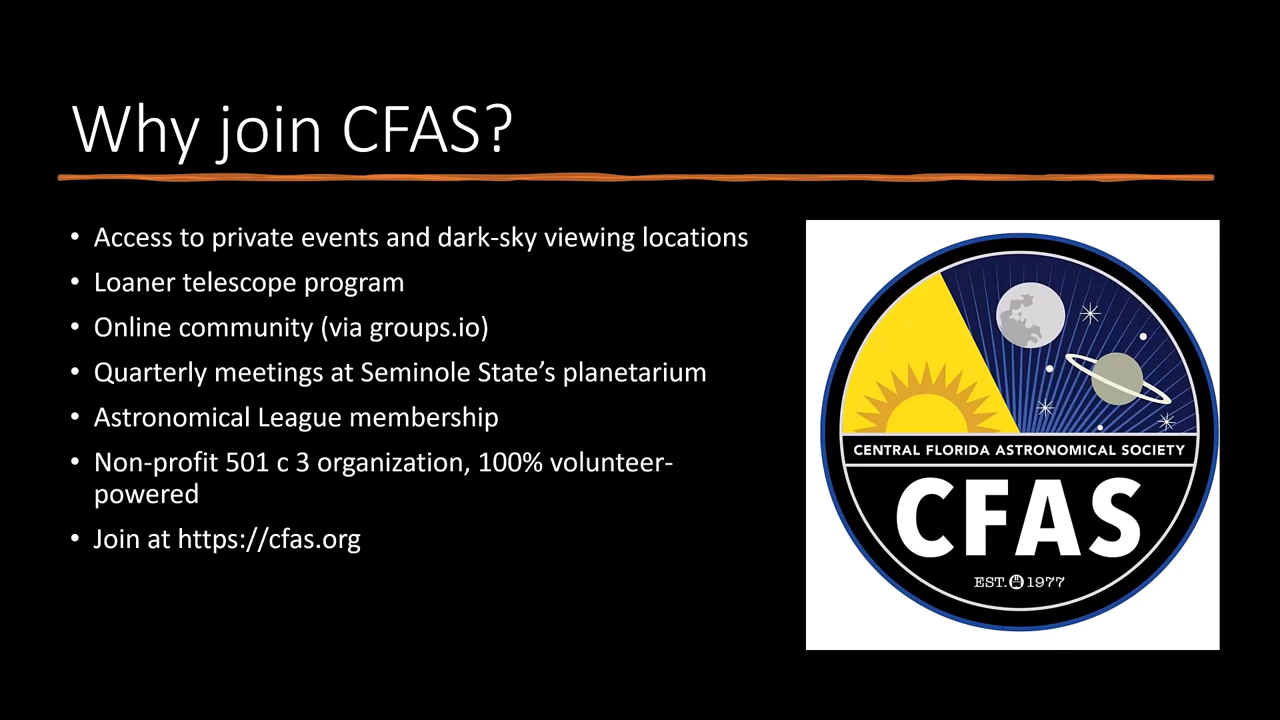 Why join CFAS?
• Access to private events and dark-sky viewing locations
• Loaner telescope program
• Online community (via groups.io)
• Quarterly meetings at Seminole State’s planetarium
• Astronomical League membership
• Non-profit 501 c 3 organization, 100% volunteer-
powered
• Join at https://cfas.org
CENTRAL FLORIDA ASTRONOMICAL SOCIETY
CFAS
EST. 1977